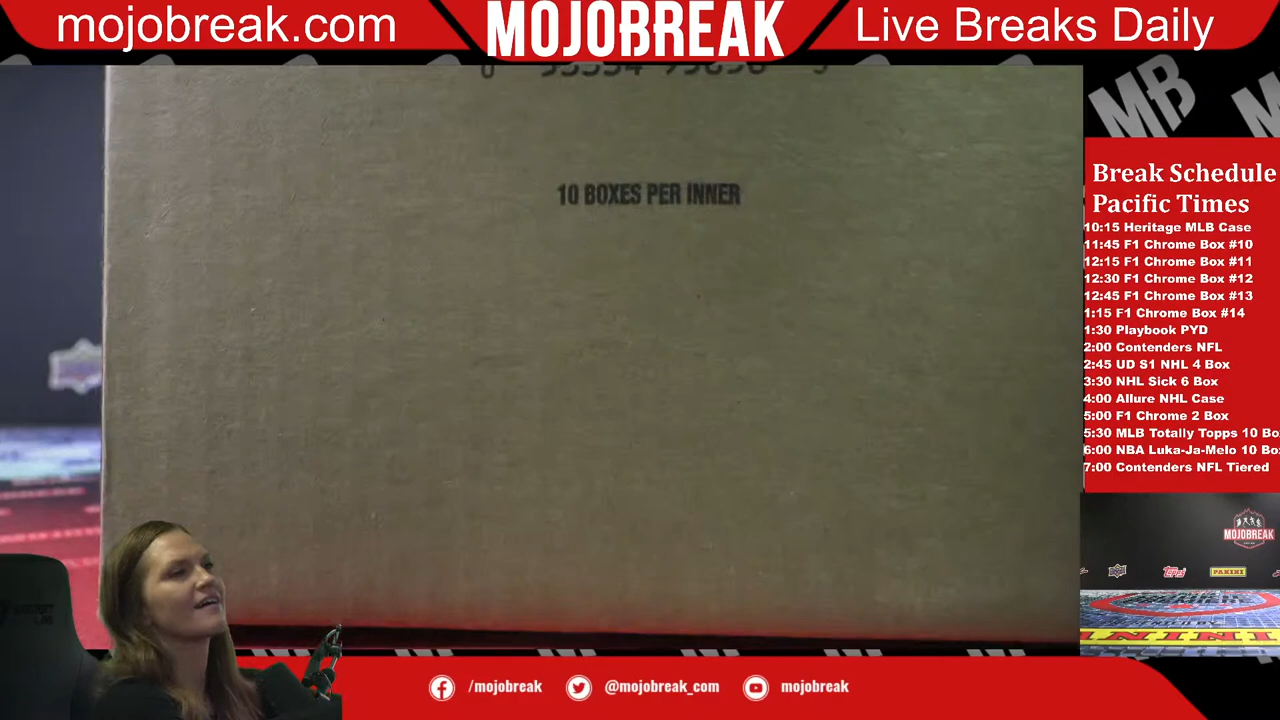 mojobreak.com
MOJOBREAK
Live Breaks Daily
MB
10 BOXES PER INNER
Break Schedule
Pacific Times
10:15 Heritage MLB Case
11:45 F1 Chrome Box #10
12:15 F1 Chrome Box #11
12:30 F1 Chrome Box #12
12:45 F1 Chrome Box #13
1:15 F1 Chrome Box #14
1:30 Playbook PYD
2:00 Contenders NFL
2:45 UD S1 NHL 4 Box
3:30 NHL Sick 6 Box
4:00 Allure NHL Case
5:00 F1 Chrome 2 Box
5:30 MLB Totally Topps 10 Bo
6:00 NBA Luka-Ja-Melo 10 Bo
7:00 Contenders NFL Tiered
MOJOBREAK
Topps
PANINI
/mojobreak
@mojobreak_com
mojobreak